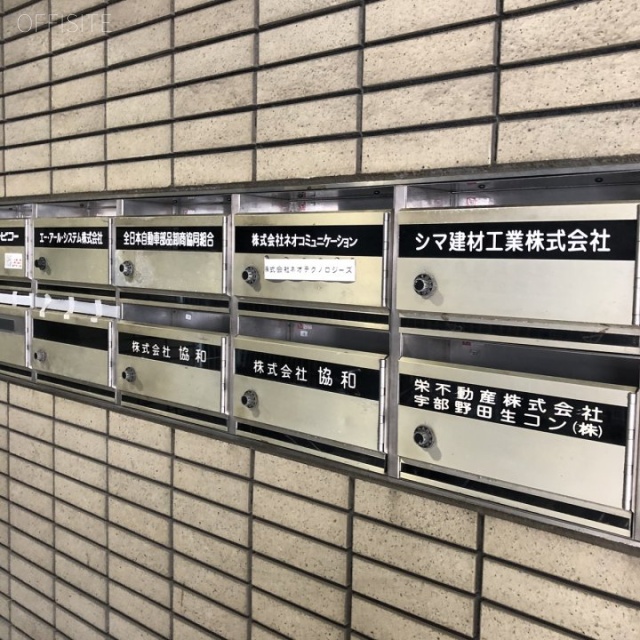 OFFISITE
エー・アール・システム株式会社
全日本自動車部品卸商協同組合
株式会社ネオコミュニケーション
株式会社ネオテクノロジーズ
シマ建材工業株式会社
株式会社 協和
株式会社 協和
栄不動産株式会社
宇部野田生コン(株)